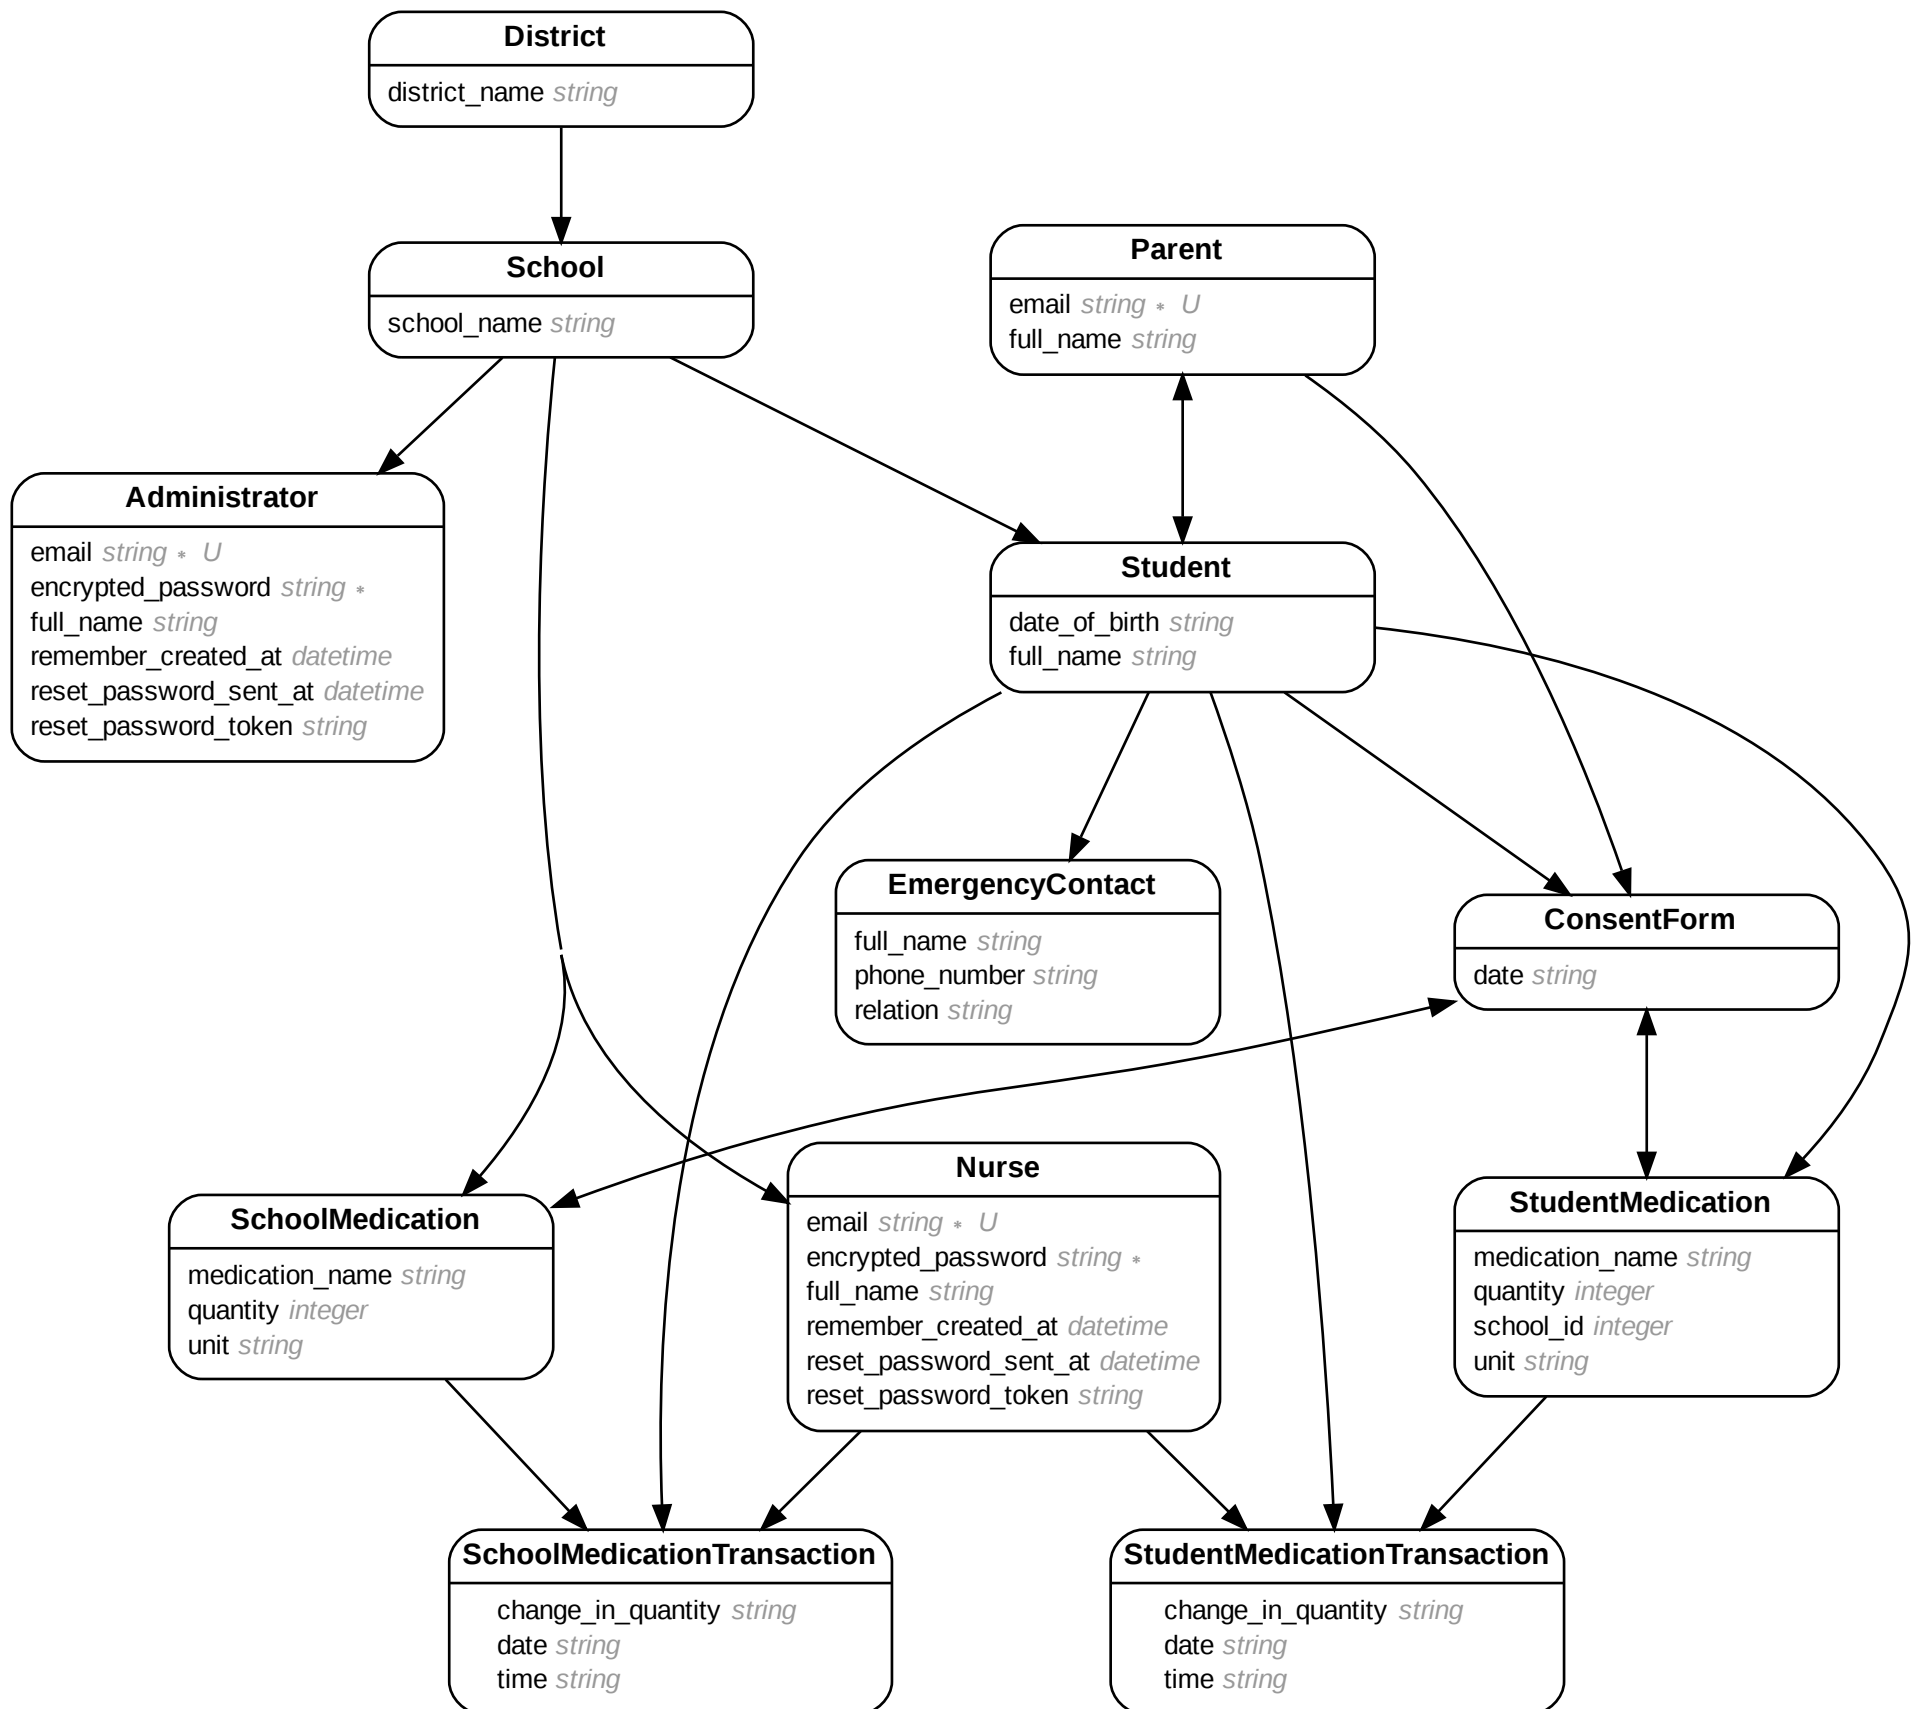 District
district_name string
School
school_name string
Parent
email string * U
full_name string
Administrator
email string * U
encrypted_password string *
full_name string
remember_created_at datetime
reset_password_sent_at datetime
reset_password_token string
Student
date_of_birth string
full_name string
EmergencyContact
full_name string
phone_number string
relation string
ConsentForm
date string
SchoolMedication
medication_name string
quantity integer
unit string
Nurse
email string * U
encrypted_password string *
full_name string
remember_created_at datetime
reset_password_sent_at datetime
reset_password_token string
StudentMedication
medication_name string
quantity integer
school_id integer
unit string
SchoolMedicationTransaction
change_in_quantity string
date string
time string
StudentMedicationTransaction
change_in_quantity string
date string
time string